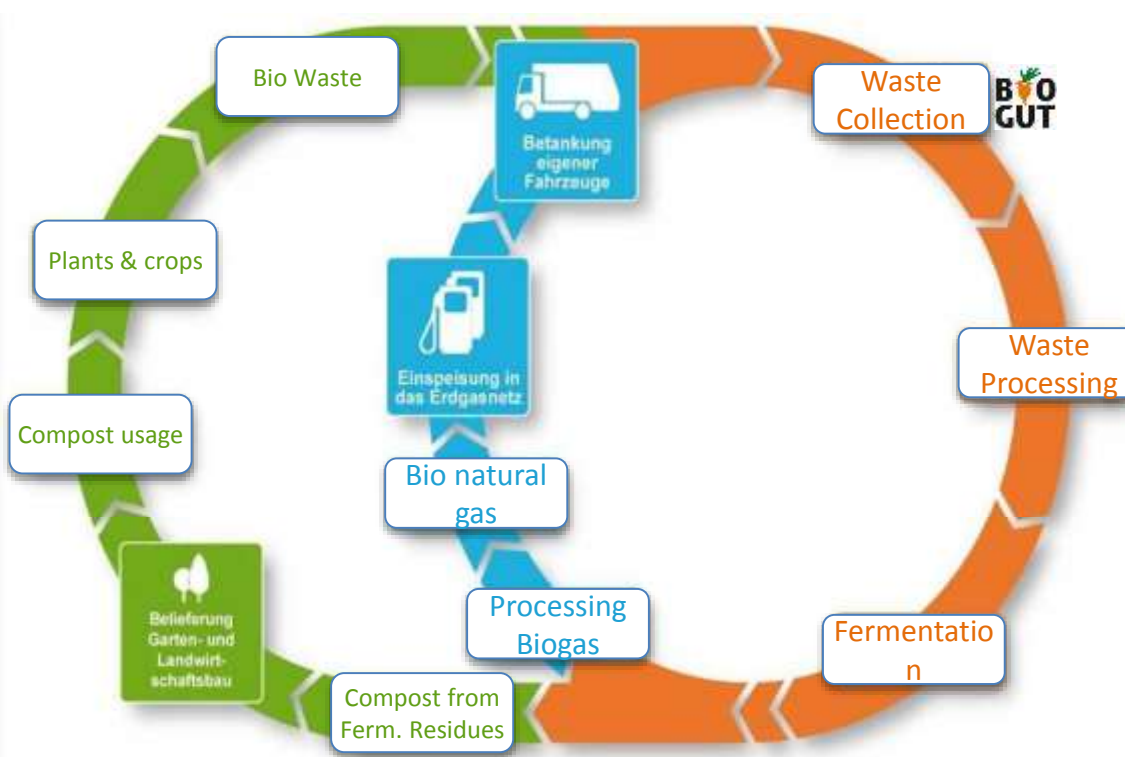 Bio Waste
Betankung
eigener
Fahrzeuge
Waste
Collection
BIO
GUT
Plants & crops
Einspeisung in
das Erdgasnetz
Waste
Processing
Compost usage
Bio natural
gas
Belieferung
Garten- und
Landwirt-
schaftsbau
Processing
Biogas
Fermentatio
n
Compost from
Ferm. Residues